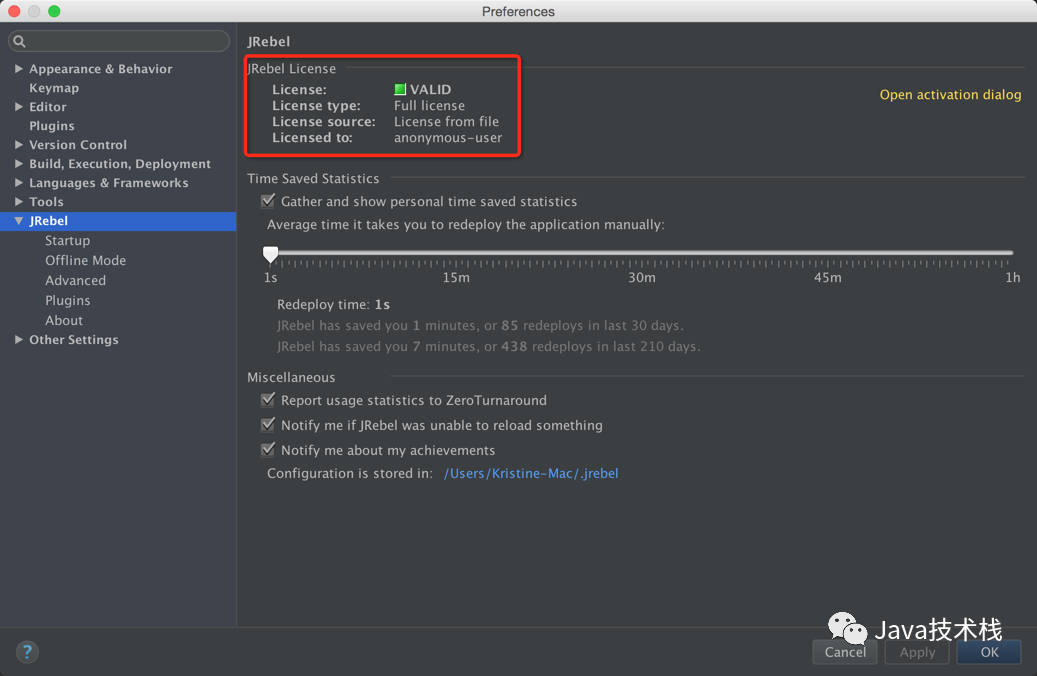 Preferences
JRebel
JRebel License
License: VALID
License type: Full license
License source: License from file
Licensed to: anonymous-user
Open activation dialog
Appearance & Behavior
Keymap
Editor
Plugins
Version Control
Build, Execution, Deployment
Languages & Frameworks
Tools
JRebel
Startup
Offline Mode
Advanced
Plugins
About
Other Settings
Time Saved Statistics
Gather and show personal time saved statistics
Average time it takes you to redeploy the application manually:
1s 15m 30m 45m 1h
Redeploy time: 1s
JRebel has saved you 1 minutes, or 85 redeploys in last 30 days.
JRebel has saved you 7 minutes, or 438 redeploys in last 210 days.
Miscellaneous
Report usage statistics to ZeroTurnaround
Notify me if JRebel was unable to reload something
Notify me about my achievements
Configuration is stored in: /Users/Kristine-Mac/.jrebel
Java技术栈
? Cancel Apply OK